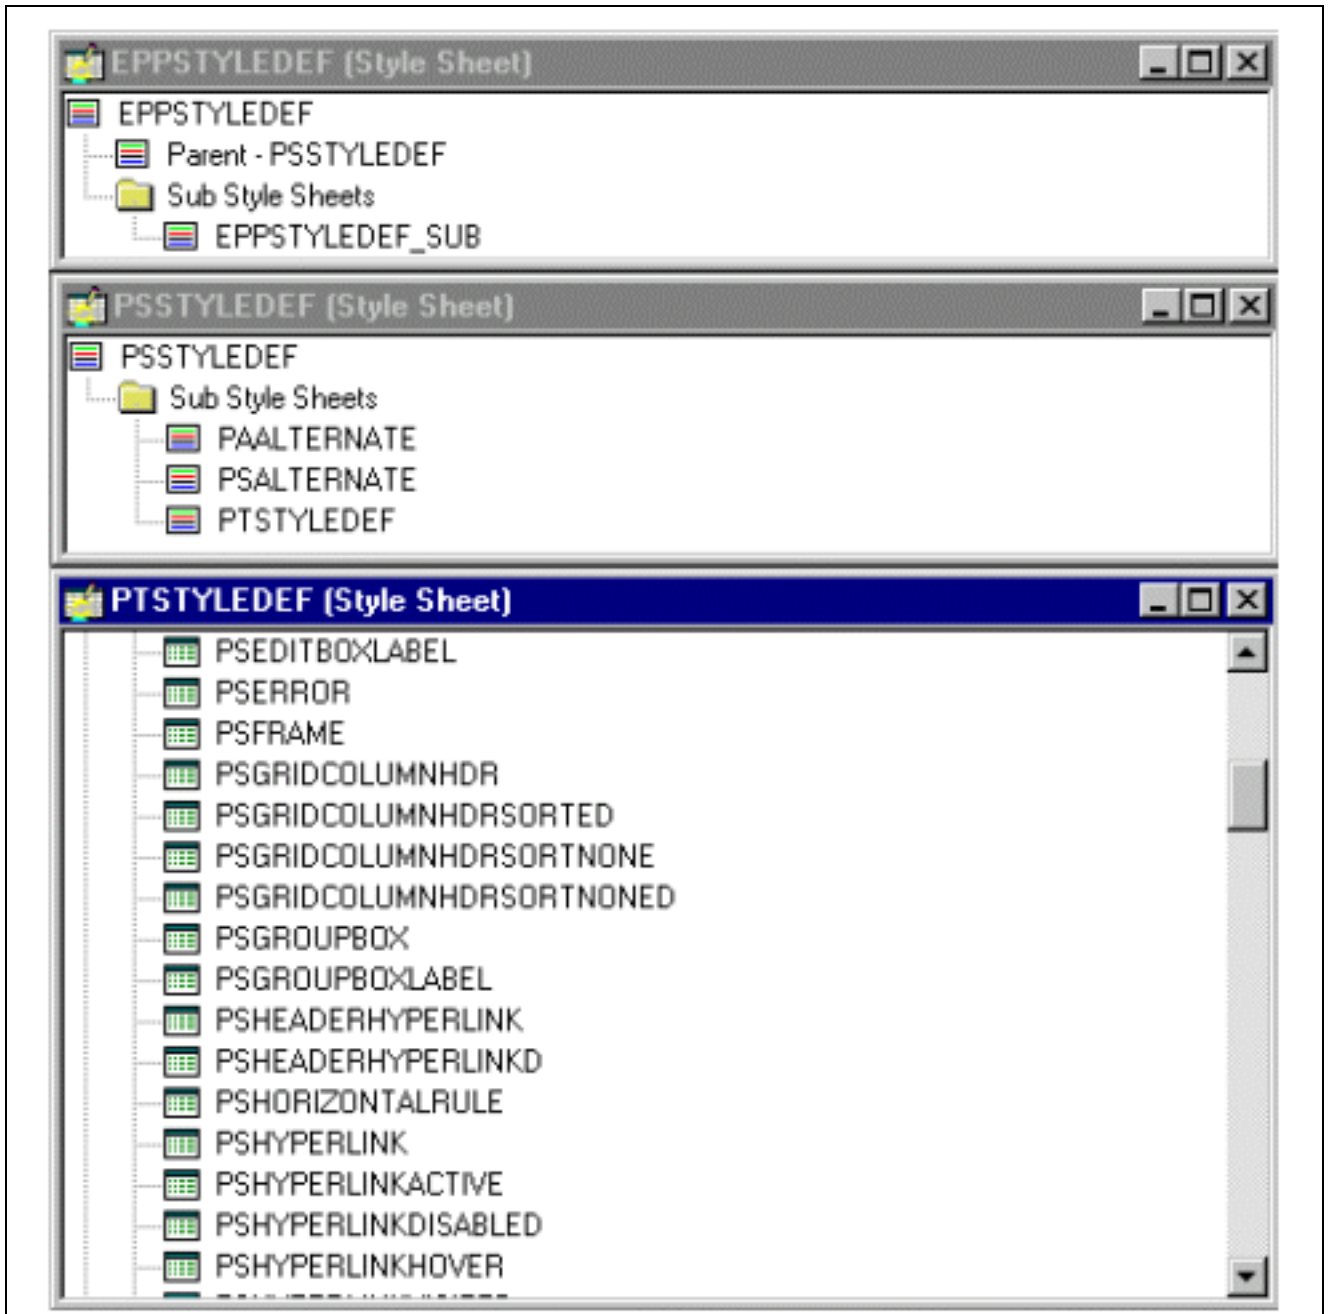 EPPSTYLEDEF (Style Sheet)
EPPSTYLEDEF
Parent - PSSTYLEDEF
Sub Style Sheets
EPPSTYLEDEF_SUB
PSSTYLEDEF (Style Sheet)
PSSTYLEDEF
Sub Style Sheets
PAALTERNATE
PSALTERNATE
PTSTYLEDEF
PTSTYLEDEF (Style Sheet)
PSEDITBOXLABEL
PSERROR
PSFRAME
PSGRIDCOLUMNHDR
PSGRIDCOLUMNHDRSORTED
PSGRIDCOLUMNHDRSORTNONE
PSGRIDCOLUMNHDRSORTNONED
PSGROUPBOX
PSGROUPBOXLABEL
PSHEADERHYPERLINK
PSHEADERHYPERLINKD
PSHORIZONTALRULE
PSHYPERLINK
PSHYPERLINKACTIVE
PSHYPERLINKDISABLED
PSHYPERLINKHOVER